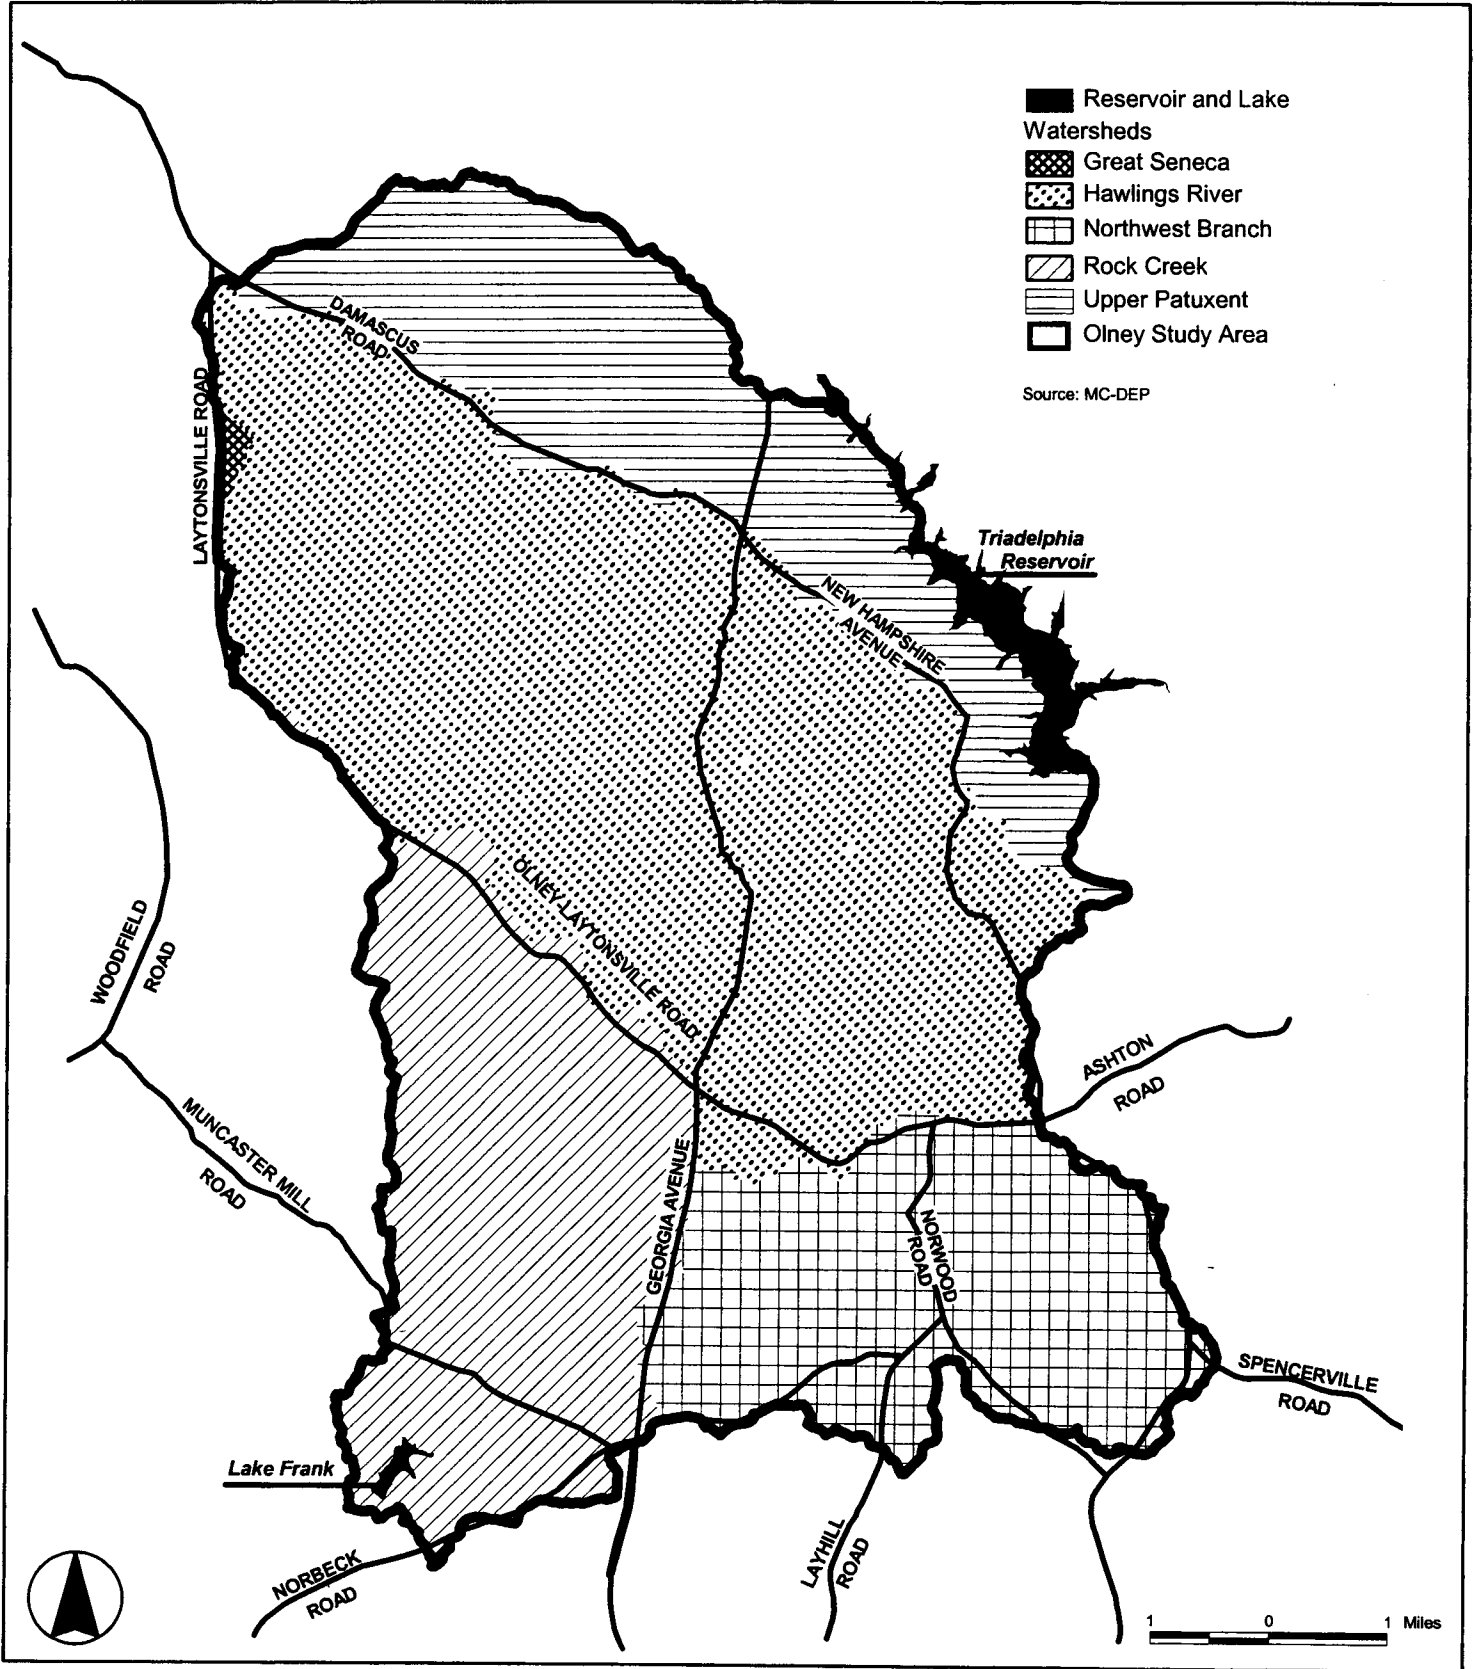 Reservoir and Lake
Watersheds
Great Seneca
Hawlings River
Northwest Branch
Rock Creek
Upper Patuxent
Olney Study Area
Source: MC-DEP
DAMASCUS
ROAD
LAYTONSVILLE ROAD
Triadelphia
Reservoir
NEW HAMPSHIRE
AVENUE
OLNEY-LAYTONSVILLE ROAD
WOODFIELD
ROAD
ASHTON
ROAD
MUNCASTER MILL
ROAD
GEORGIA AVENUE
NORWOOD
ROAD
SPENCERVILLE
ROAD
Lake Frank
LAYHILL
ROAD
NORBECK
ROAD
1 0 1 Miles